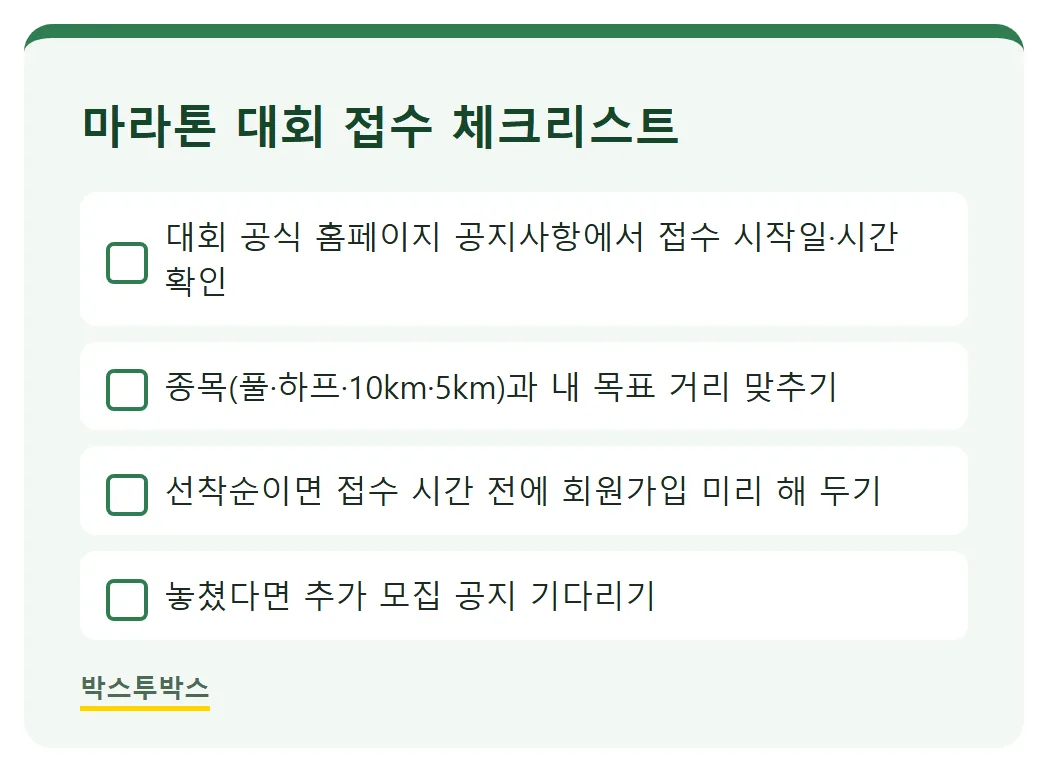 마라톤 대회 접수 체크리스트
대회 공식 홈페이지 공지사항에서 접수 시작일·시간
확인
종목(풀·하프·10km·5km)과 내 목표 거리 맞추기
선착순이면 접수 시간 전에 회원가입 미리 해 두기
놓쳤다면 추가 모집 공지 기다리기
박스투박스